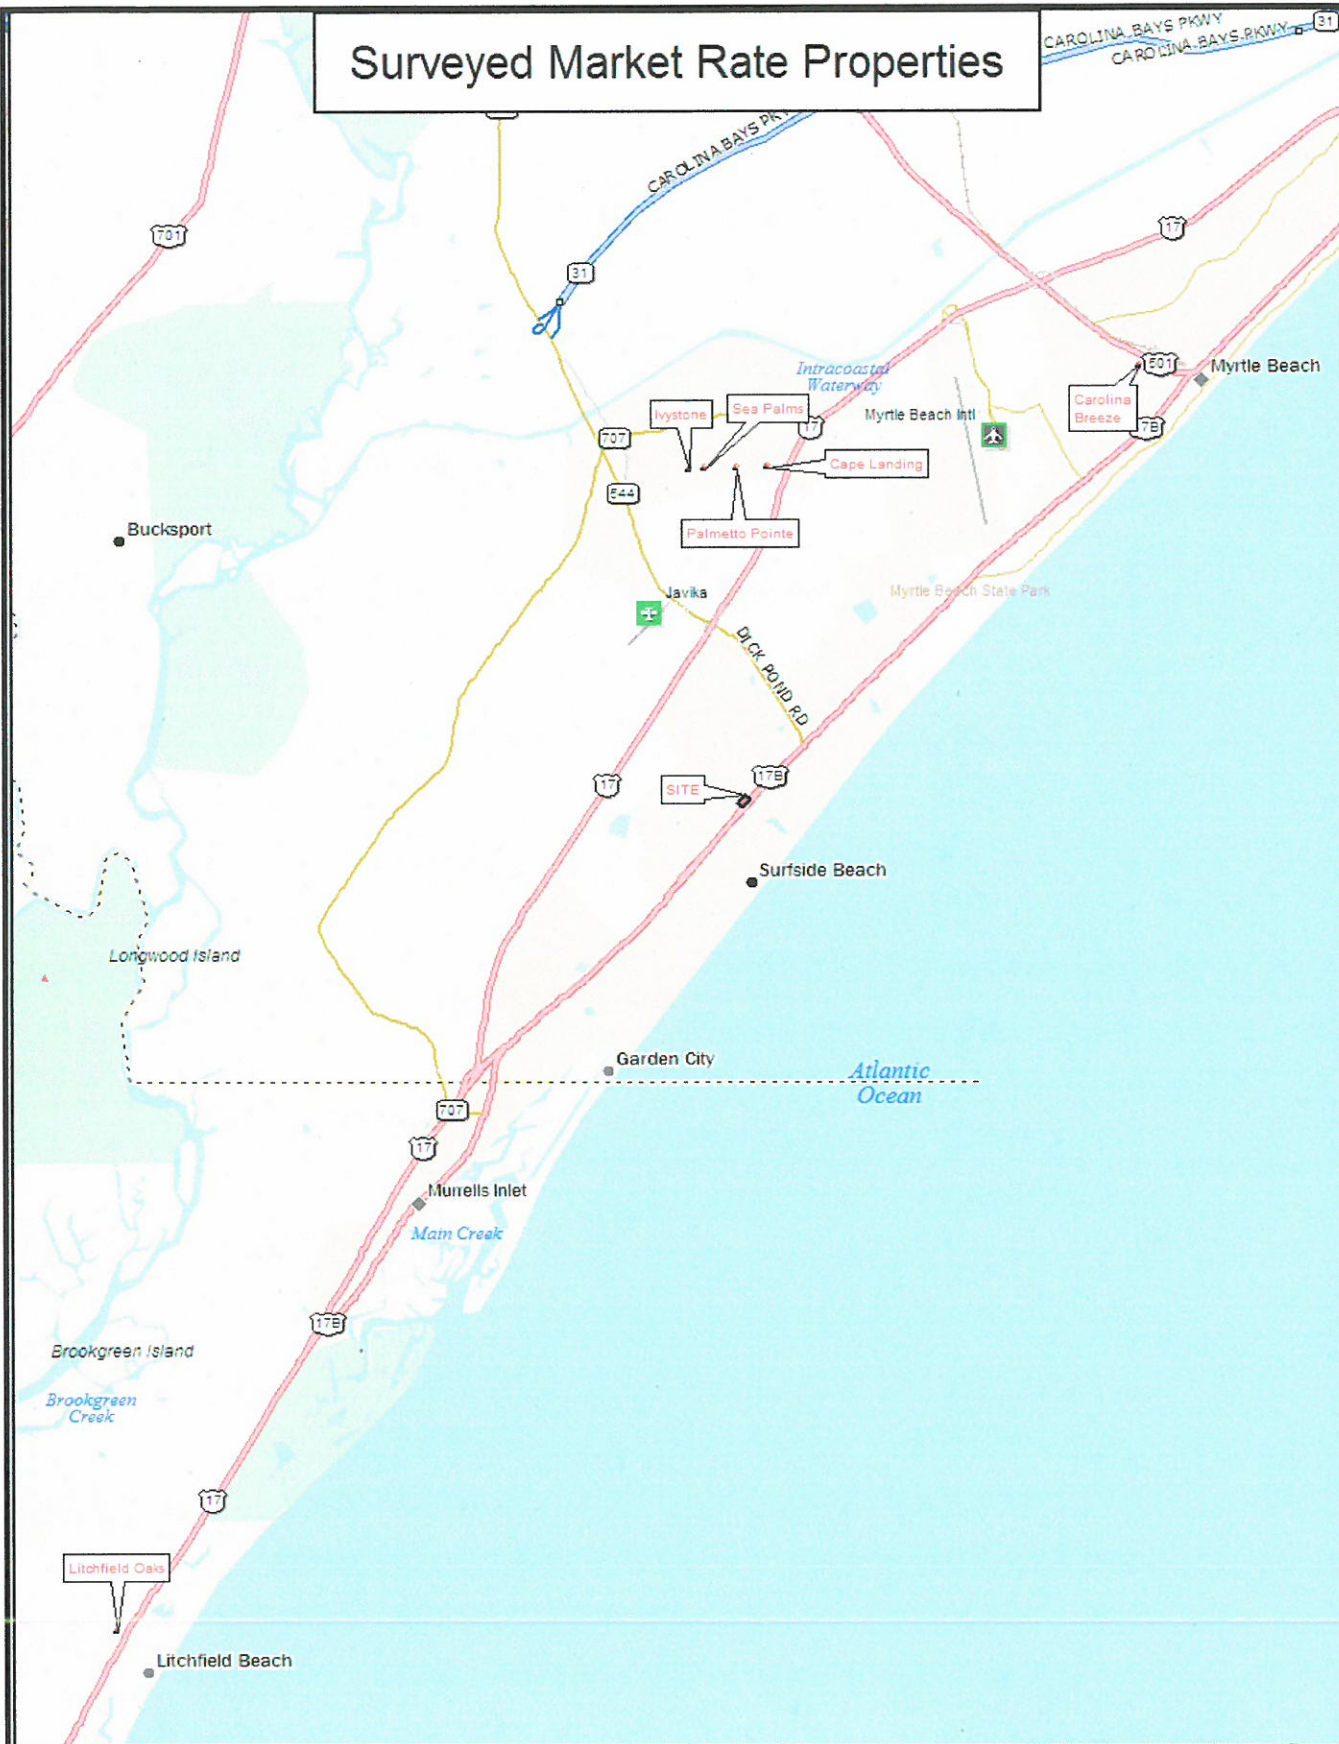 Surveyed Market Rate Properties
CAROLINA BAYS PKWY
CAROLINA BAYS PKWY
31
CAROLINA BAYS PK
701
17
31
Intracoastal
Waterway
501
Myrtle Beach
Ivystone
Sea Palms
Carolina
Breeze
Myrtle Beach Intl
17
7B
707
Cape Landing
544
Palmetto Pointe
Bucksport
Javika
Myrtle Beach State Park
DICK POND RD
17
17B
SITE
Surfside Beach
Longwood Island
Garden City
Atlantic
Ocean
707
17
Murrells Inlet
Main Creek
17B
Brookgreen Island
Brookgreen
Creek
17
Litchfield Oaks
Litchfield Beach